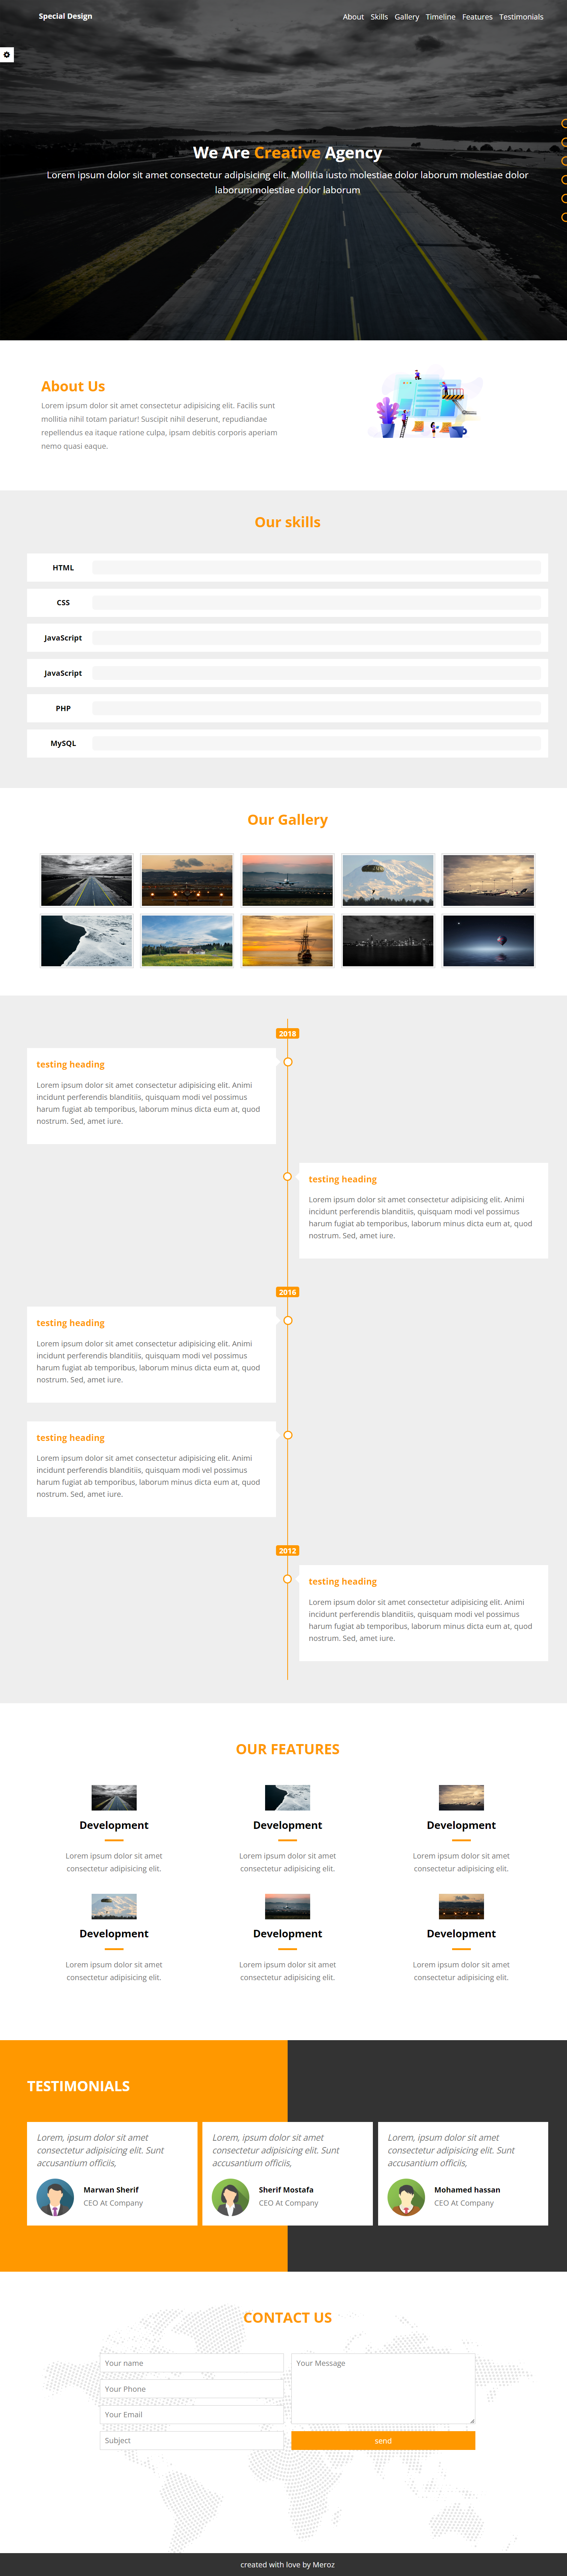 Special Design
About Skills Gallery Timeline Features Testimonials
We Are Creative Agency
Lorem ipsum dolor sit amet consectetur adipisicing elit. Mollitia iusto molestiae dolor laborum molestiae dolor
laborummolestiae dolor laborum
About Us
Lorem ipsum dolor sit amet consectetur adipisicing elit. Facilis sunt
mollitia nihil totam pariatur! Suscipit nihil deserunt, repudiandae
repellendus ea itaque ratione culpa, ipsam debitis corporis aperiam
nemo quasi eaque.
Our skills
HTML
CSS
JavaScript
JavaScript
PHP
MySQL
Our Gallery
2018
testing heading
Lorem ipsum dolor sit amet consectetur adipisicing elit. Animi
incidunt perferendis blanditiis, quisquam modi vel possimus
harum fugiat ab temporibus, laborum minus dicta eum at, quod
nostrum. Sed, amet iure.
testing heading
Lorem ipsum dolor sit amet consectetur adipisicing elit. Animi
incidunt perferendis blanditiis, quisquam modi vel possimus
harum fugiat ab temporibus, laborum minus dicta eum at, quod
nostrum. Sed, amet iure.
2016
testing heading
Lorem ipsum dolor sit amet consectetur adipisicing elit. Animi
incidunt perferendis blanditiis, quisquam modi vel possimus
harum fugiat ab temporibus, laborum minus dicta eum at, quod
nostrum. Sed, amet iure.
testing heading
Lorem ipsum dolor sit amet consectetur adipisicing elit. Animi
incidunt perferendis blanditiis, quisquam modi vel possimus
harum fugiat ab temporibus, laborum minus dicta eum at, quod
nostrum. Sed, amet iure.
2012
testing heading
Lorem ipsum dolor sit amet consectetur adipisicing elit. Animi
incidunt perferendis blanditiis, quisquam modi vel possimus
harum fugiat ab temporibus, laborum minus dicta eum at, quod
nostrum. Sed, amet iure.
OUR FEATURES
Development Development Development
Lorem ipsum dolor sit amet Lorem ipsum dolor sit amet Lorem ipsum dolor sit amet
consectetur adipisicing elit. consectetur adipisicing elit. consectetur adipisicing elit.
Development Development Development
Lorem ipsum dolor sit amet Lorem ipsum dolor sit amet Lorem ipsum dolor sit amet
consectetur adipisicing elit. consectetur adipisicing elit. consectetur adipisicing elit.
TESTIMONIALS
Lorem, ipsum dolor sit amet
consectetur adipisicing elit. Sunt
accusantium officiis,
Marwan Sherif
CEO At Company
Lorem, ipsum dolor sit amet
consectetur adipisicing elit. Sunt
accusantium officiis,
Sherif Mostafa
CEO At Company
Lorem, ipsum dolor sit amet
consectetur adipisicing elit. Sunt
accusantium officiis,
Mohamed hassan
CEO At Company
CONTACT US
Your name
Your Phone
Your Email
Subject
Your Message
send
created with love by Meroz